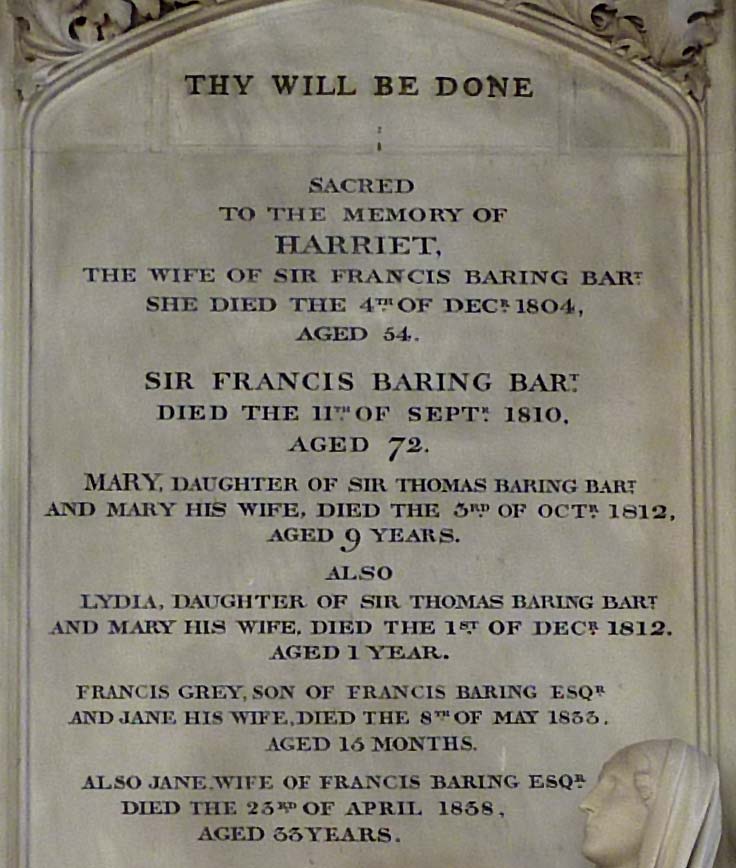 THY WILL BE DONE
SACRED
TO THE MEMORY OF
HARRIET,
THE WIFE OF SIR FRANCIS BARING BART.
SHE DIED THE 4TH OF DECR. 1804,
AGED 54.
SIR FRANCIS BARING BART.
DIED THE 11TH OF SEPTR. 1810,
AGED 72.
MARY, DAUGHTER OF SIR THOMAS BARING BART.
AND MARY HIS WIFE, DIED THE 3RD OF OCTR. 1812,
AGED 9 YEARS.
ALSO
LYDIA, DAUGHTER OF SIR THOMAS BARING BART
AND MARY HIS WIFE, DIED THE 1ST OF DECR. 1812.
AGED 1 YEAR.
FRANCIS GREY, SON OF FRANCIS BARING ESQR
AND JANE HIS WIFE, DIED THE 8TH OF MAY 1833.
AGED 13 MONTHS.
ALSO JANE, WIFE OF FRANCIS BARING ESQR.
DIED THE 23RD OF APRIL 1838,
AGED 33 YEARS.